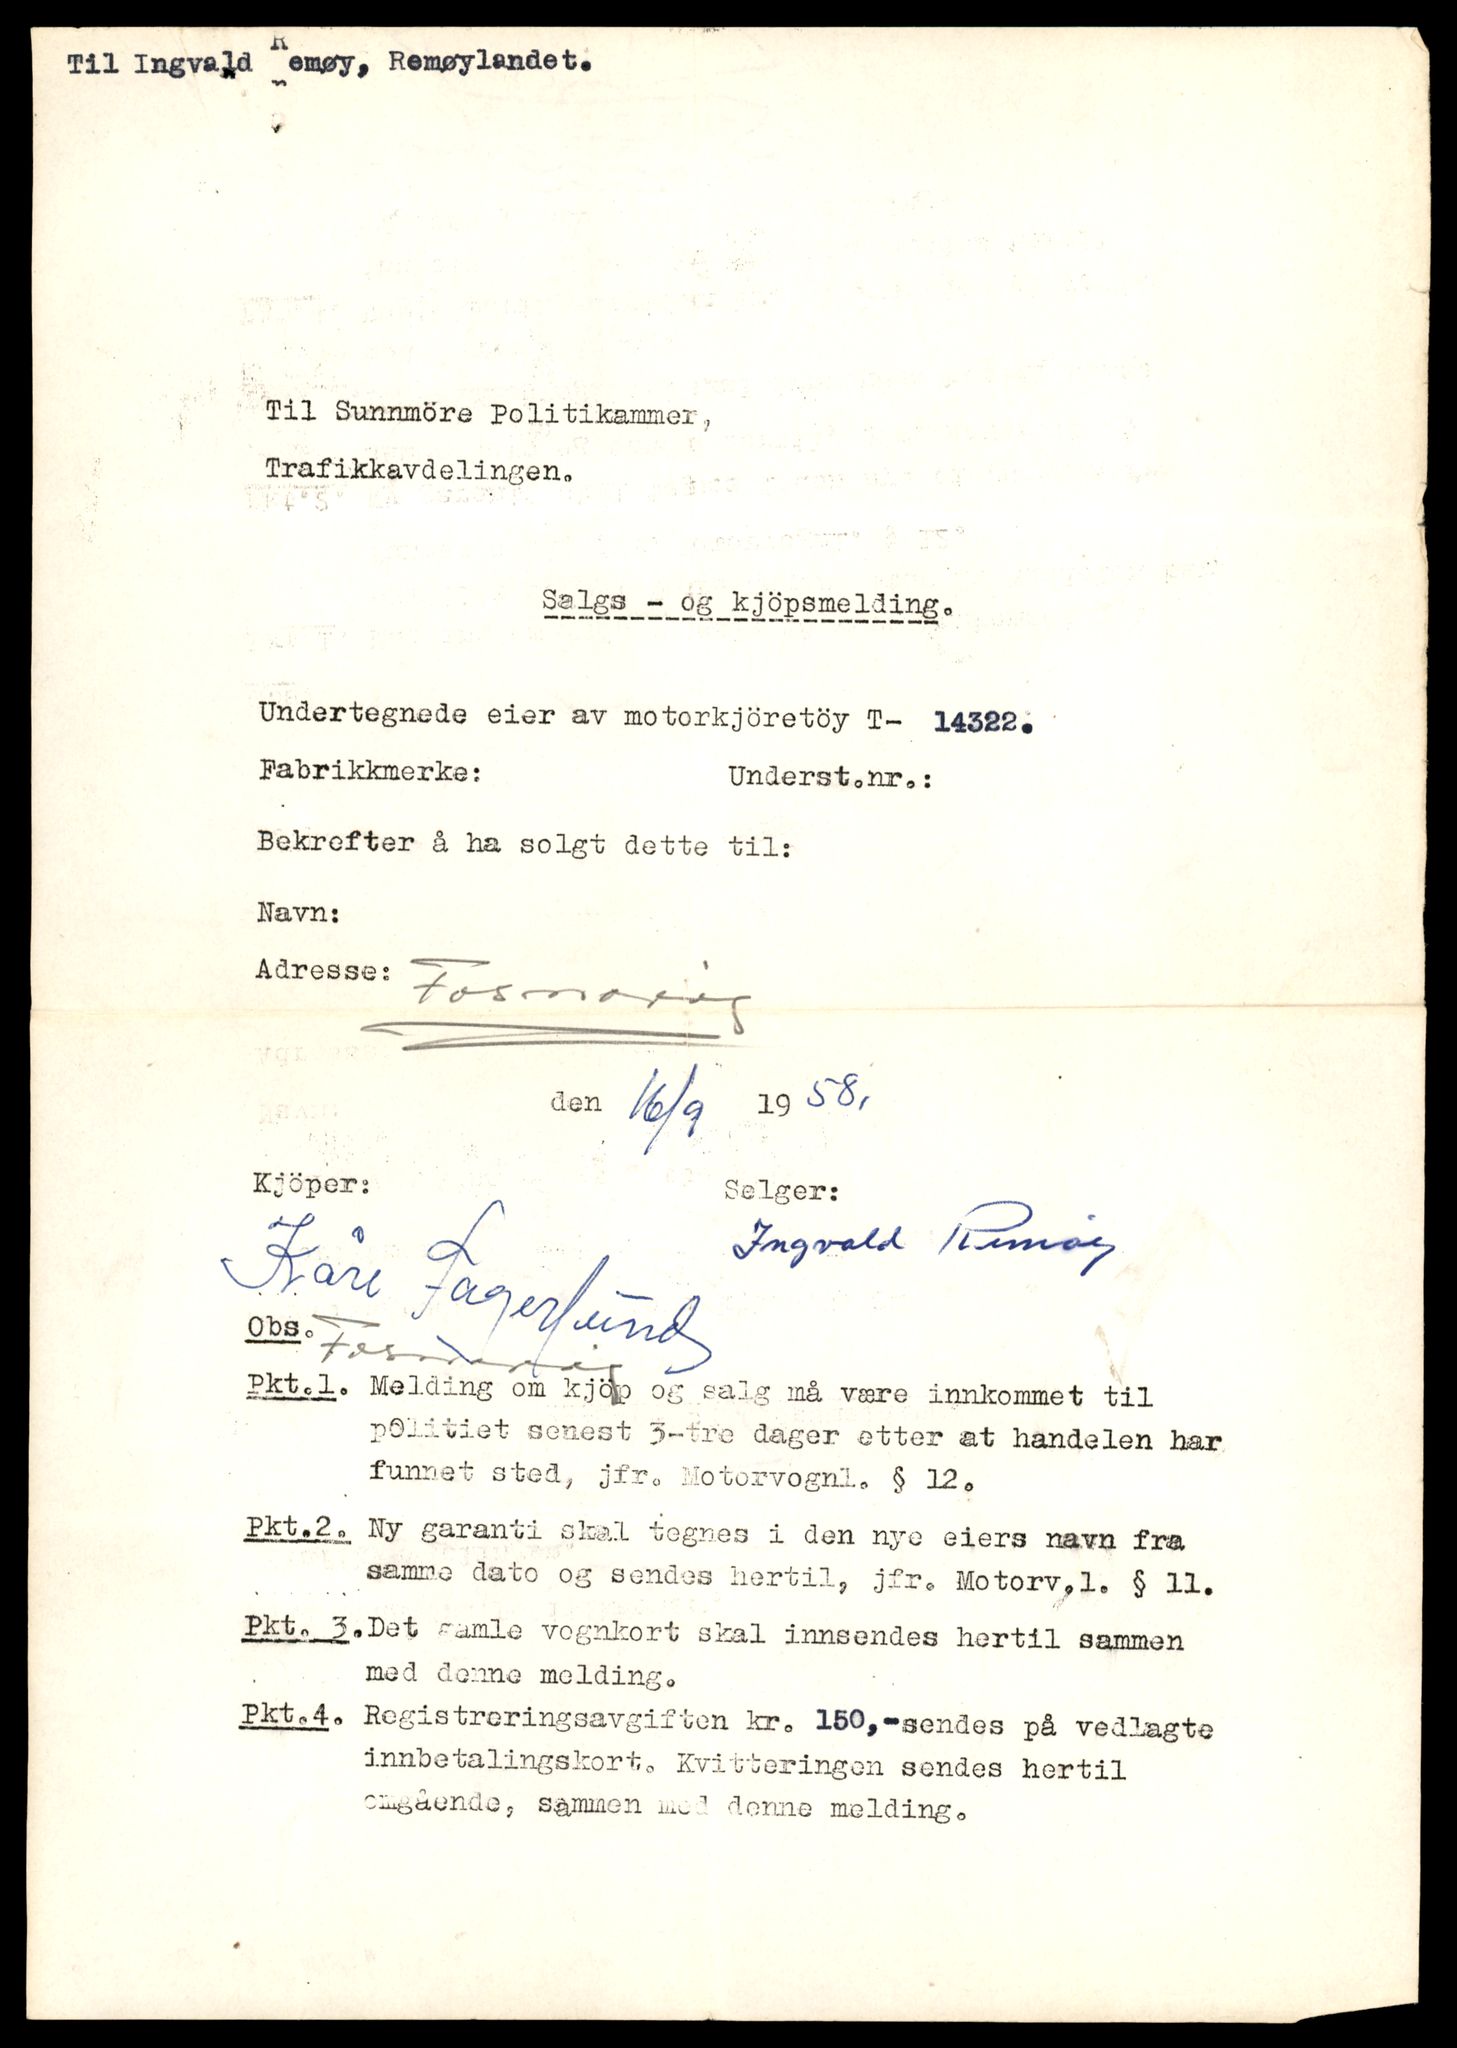 Til Ingvald Remøy, Remøylandet.
Til Sunnmöre Politikammer,
Trafikkavdelingen.
Salgs - og kjöpsmelding.
Undertegnede eier av motorkjöretöy T- 14322.
Fabrikkmerke: Underst.nr.:
Bekrefter å ha solgt dette til:
Navn:
Adresse: Fosnavåg
den 16/9 1958.
Kjöper: Selger:
Kåre Fagerlund Ingvald Remøy
Obs. Fosnavåg
Pkt.1. Melding om kjöp og salg må være innkommet til
politiet senest 3-tre dager etter at handelen har
funnet sted, jfr. Motorvognl. § 12.
Pkt.2. Ny garanti skal tegnes i den nye eiers navn fra
samme dato og sendes hertil, jfr. Motorv,l. § 11.
Pkt. 3. Det gamle vognkort skal innsendes hertil sammen
med denne melding.
Pkt.4. Registreringsavgiften kr. 150,-sendes på vedlagte
innbetalingskort. Kvitteringen sendes hertil
omgående, sammen med denne melding.